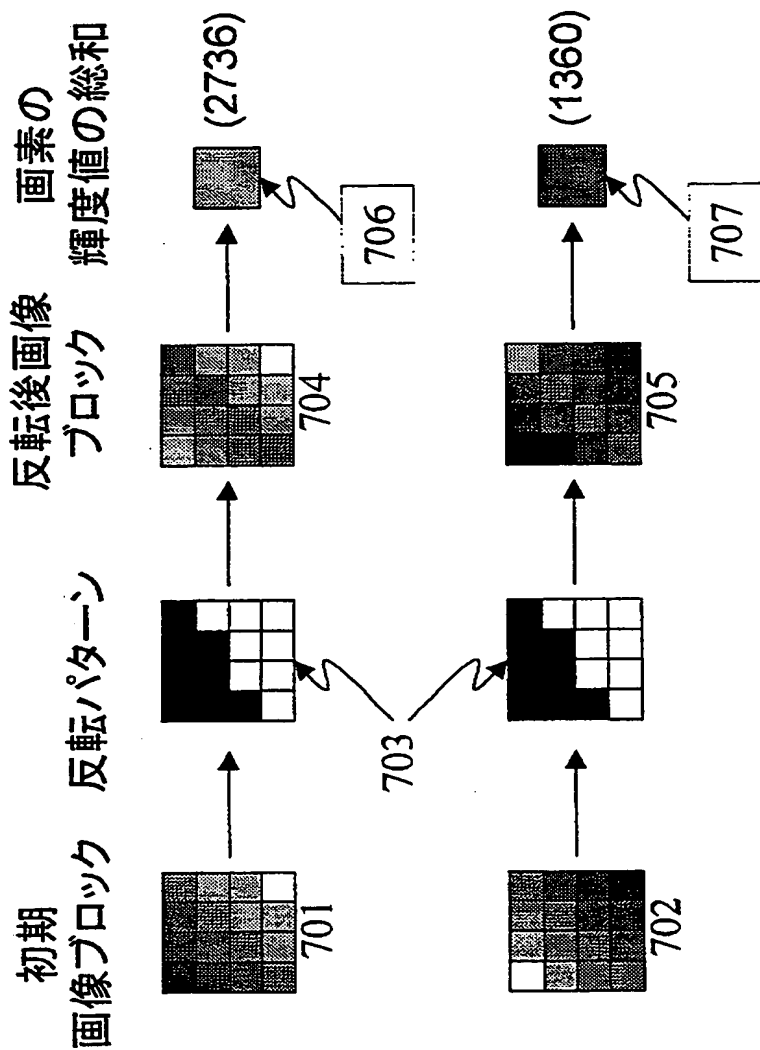 初期
画像ブロック
反転パターン
反転後画像
ブロック
画素の
輝度値の総和
701
703
704
706
(2736)
702
705
707
(1360)